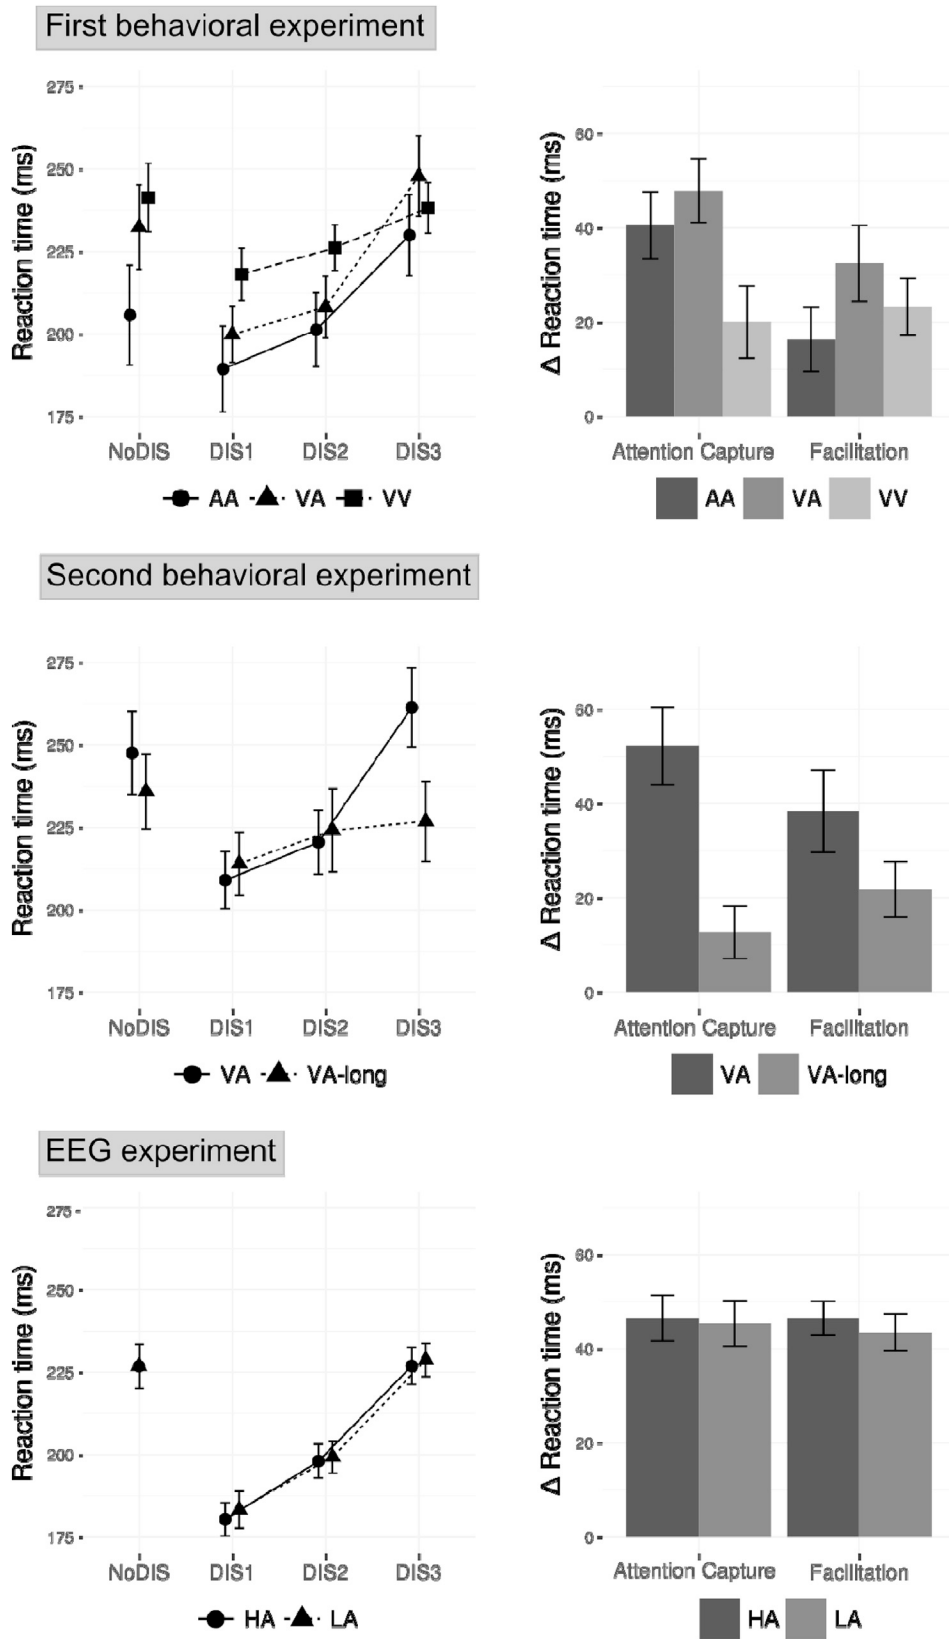 First behavioral experiment
Reaction time (ms)
275
250
225
200
175
NoDIS DIS1 DIS2 DIS3
AA VA VV
Δ Reaction time (ms)
60
40
20
0
Attention Capture Facilitation
AA VA VV
Second behavioral experiment
Reaction time (ms)
275
250
225
200
175
NoDIS DIS1 DIS2 DIS3
VA VA-long
Δ Reaction time (ms)
60
40
20
0
Attention Capture Facilitation
VA VA-long
EEG experiment
Reaction time (ms)
275
250
225
200
175
NoDIS DIS1 DIS2 DIS3
HA LA
Δ Reaction time (ms)
60
40
20
0
Attention Capture Facilitation
HA LA